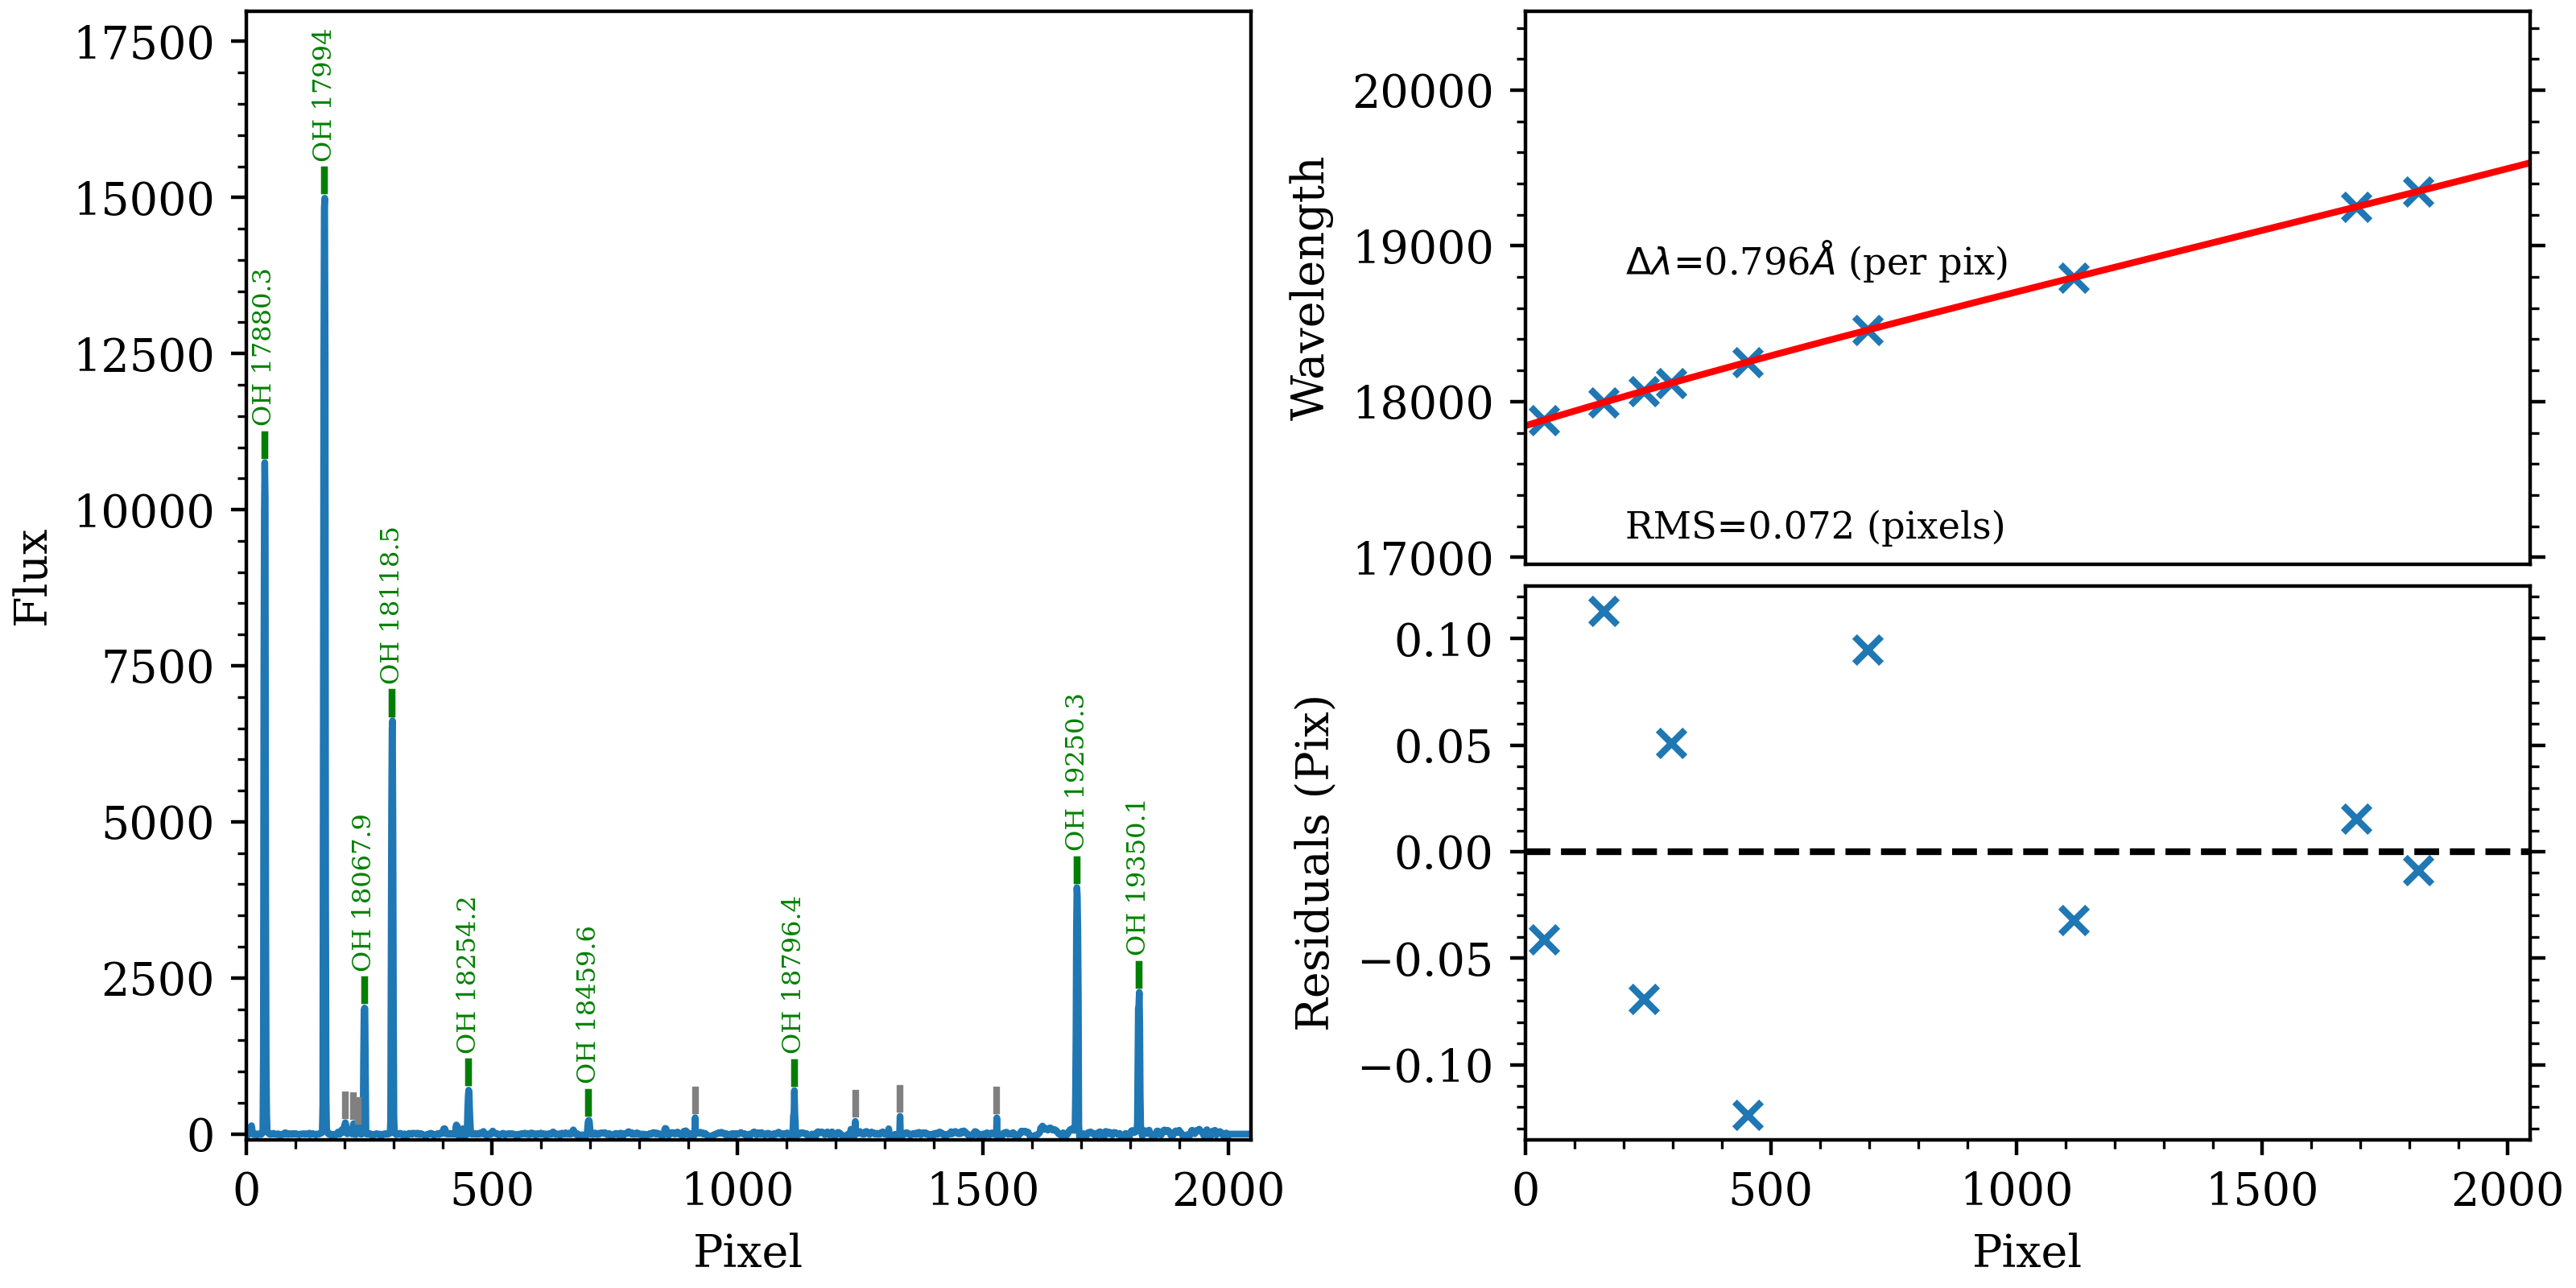 Flux
17500
15000
12500
10000
7500
5000
2500
0
OH 17880.3
OH 17994
OH 18067.9
OH 18118.5
OH 18254.2
OH 18459.6
OH 18796.4
OH 19250.3
OH 19350.1
0 500 1000 1500 2000
Pixel
Wavelength
20000
19000
18000
17000
Δλ=0.796Å (per pix)
RMS=0.072 (pixels)
Residuals (Pix)
0.10
0.05
0.00
−0.05
−0.10
0 500 1000 1500 2000
Pixel